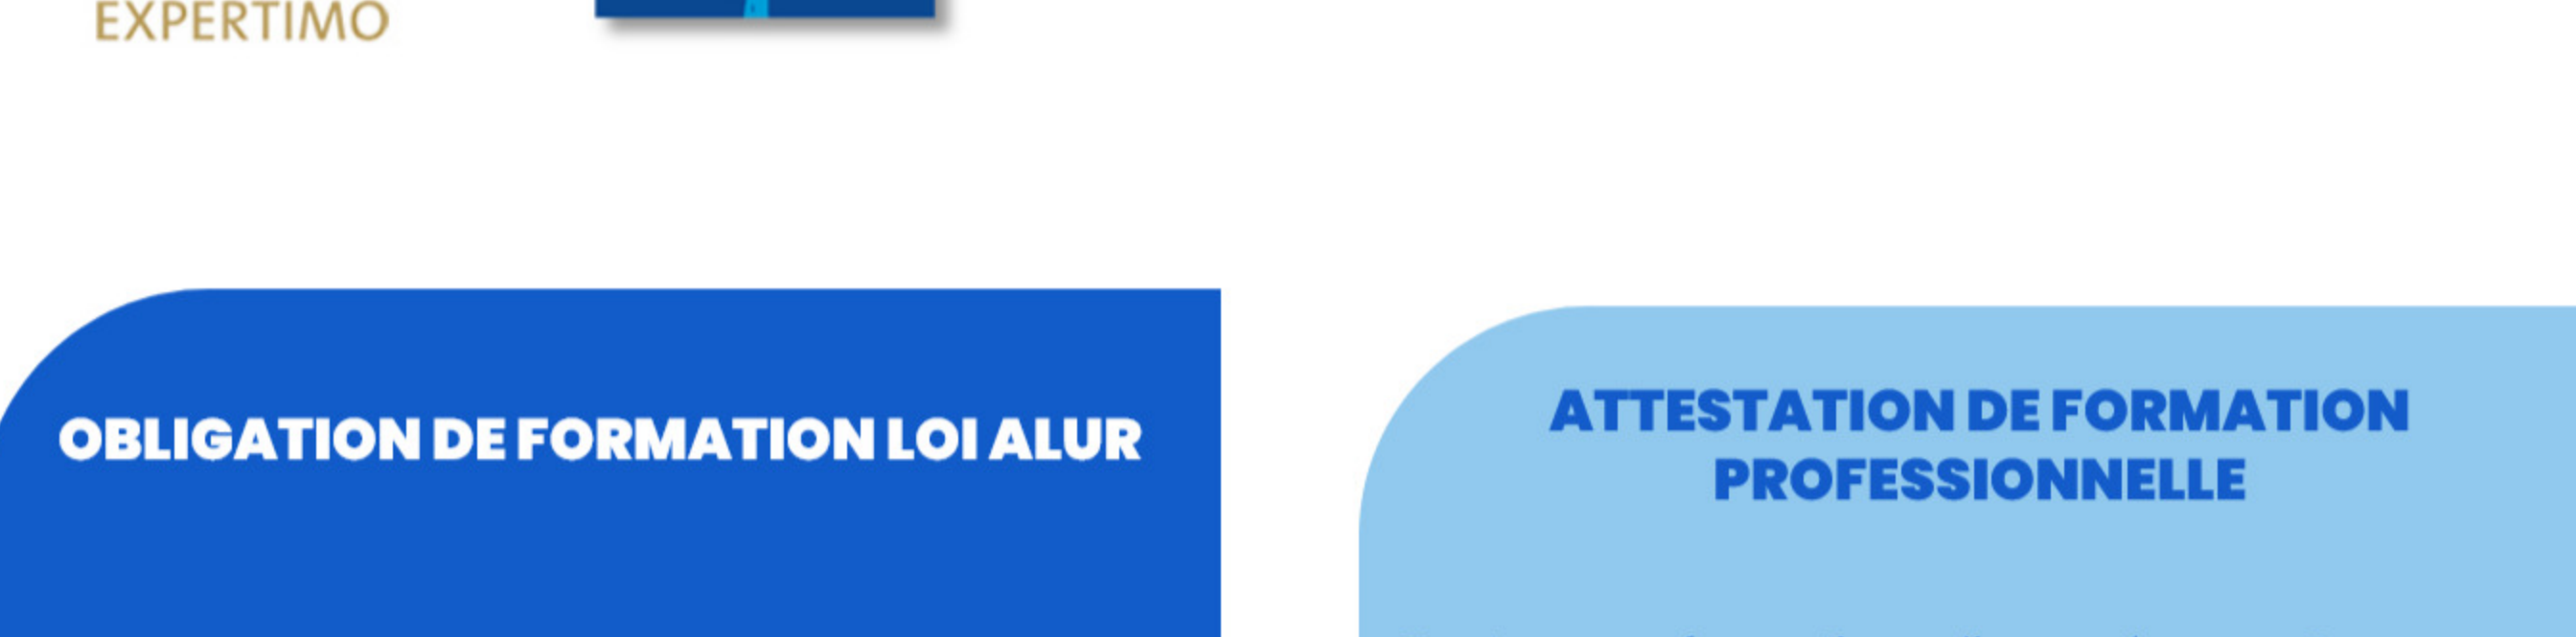 EXPERTIMO
OBLIGATION DE FORMATION LOI ALUR
ATTESTATION DE FORMATION
PROFESSIONNELLE